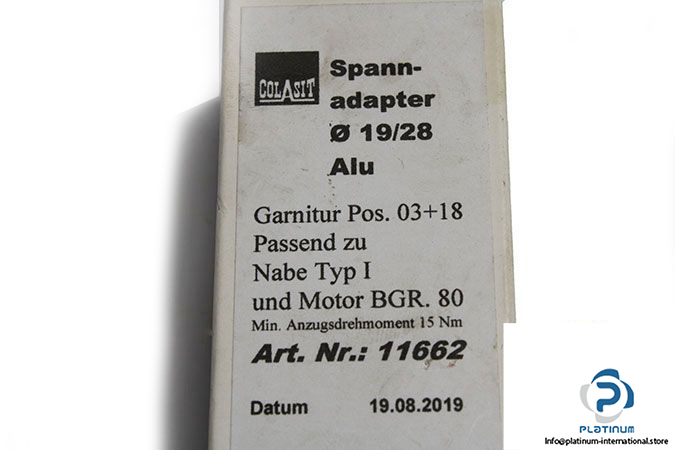 COLASIT
Spann-
adapter
Ø 19/28
Alu
Garnitur Pos. 03+18
Passend zu
Nabe Typ I
und Motor BGR. 80
Min. Anzugsdrehmoment 15 Nm
Art. Nr.: 11662
Datum 19.08.2019
PLATINUM
Info@platinum-international.store